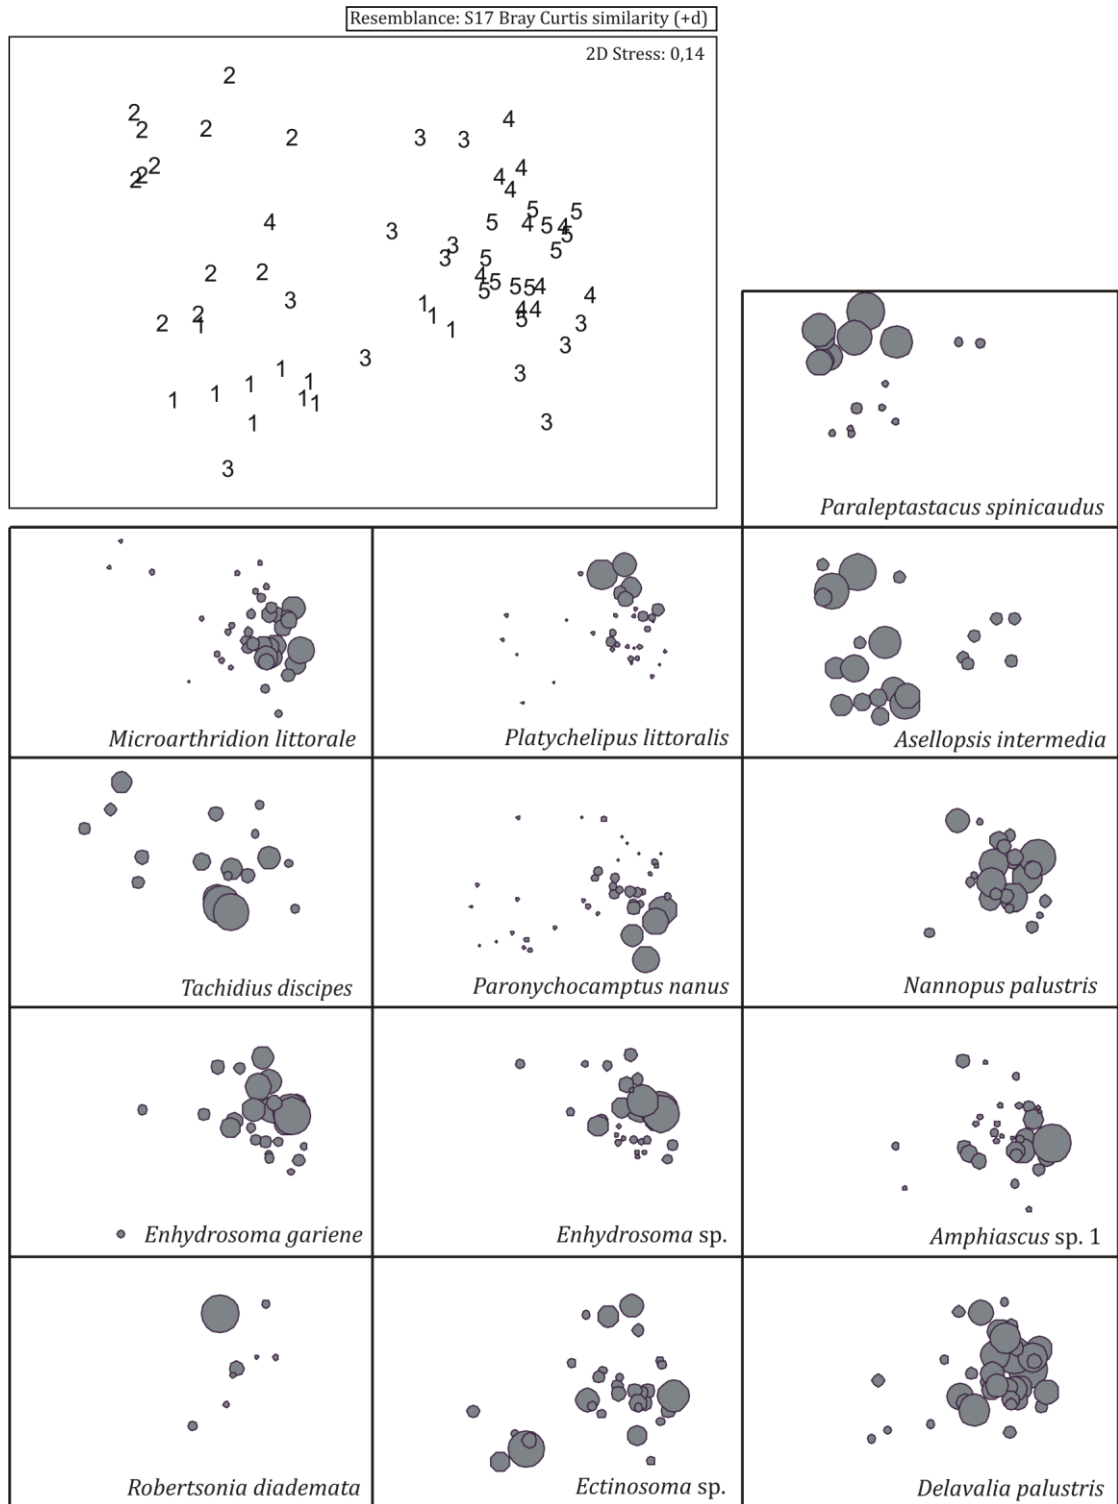 Resemblance: S17 Bray Curtis similarity (+d)
2D Stress: 0,14
2
2
2 2 2 3 3 4
2 2 2 4 4
4
4 3 5 4 5 4 5
5
3 3 5 5
2 2 4 5 5 5 4
3 1 5 4
2 2 1 1 1 4 4 5 3
3 3
1 1 3
1 1 1 1 1
1 3
3
Paraleptastacus spinicaudus
Microarthridion littorale
Platychelipus littoralis
Asellopsis intermedia
Tachidius discipes
Paronychocamptus nanus
Nannopus palustris
Enhydrosoma gariene
Enhydrosoma sp.
Amphiascus sp. 1
Robertsonia diademata
Ectinosoma sp.
Delavalia palustris